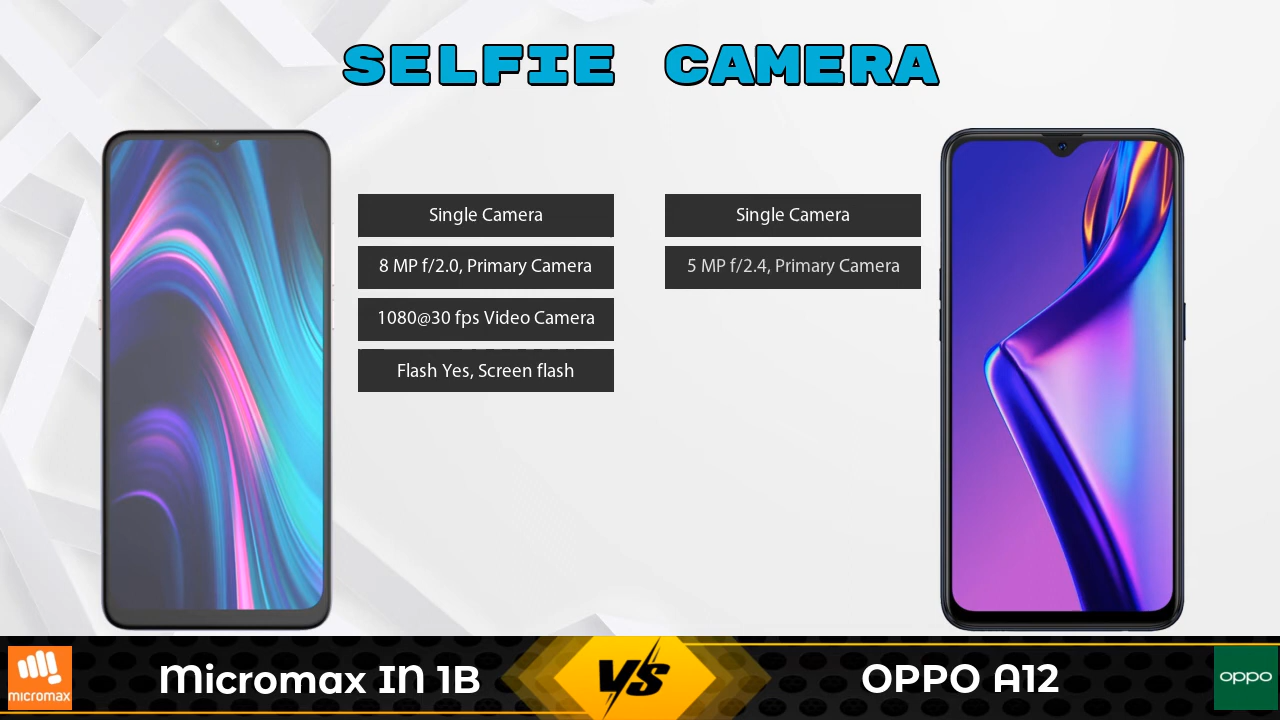 SELFIE CAMERA
Single Camera
8 MP f/2.0, Primary Camera
1080@30 fps Video Camera
Flash Yes, Screen flash
Single Camera
5 MP f/2.4, Primary Camera
micromax
Micromax IN 1B
VS
OPPO A12
oppo